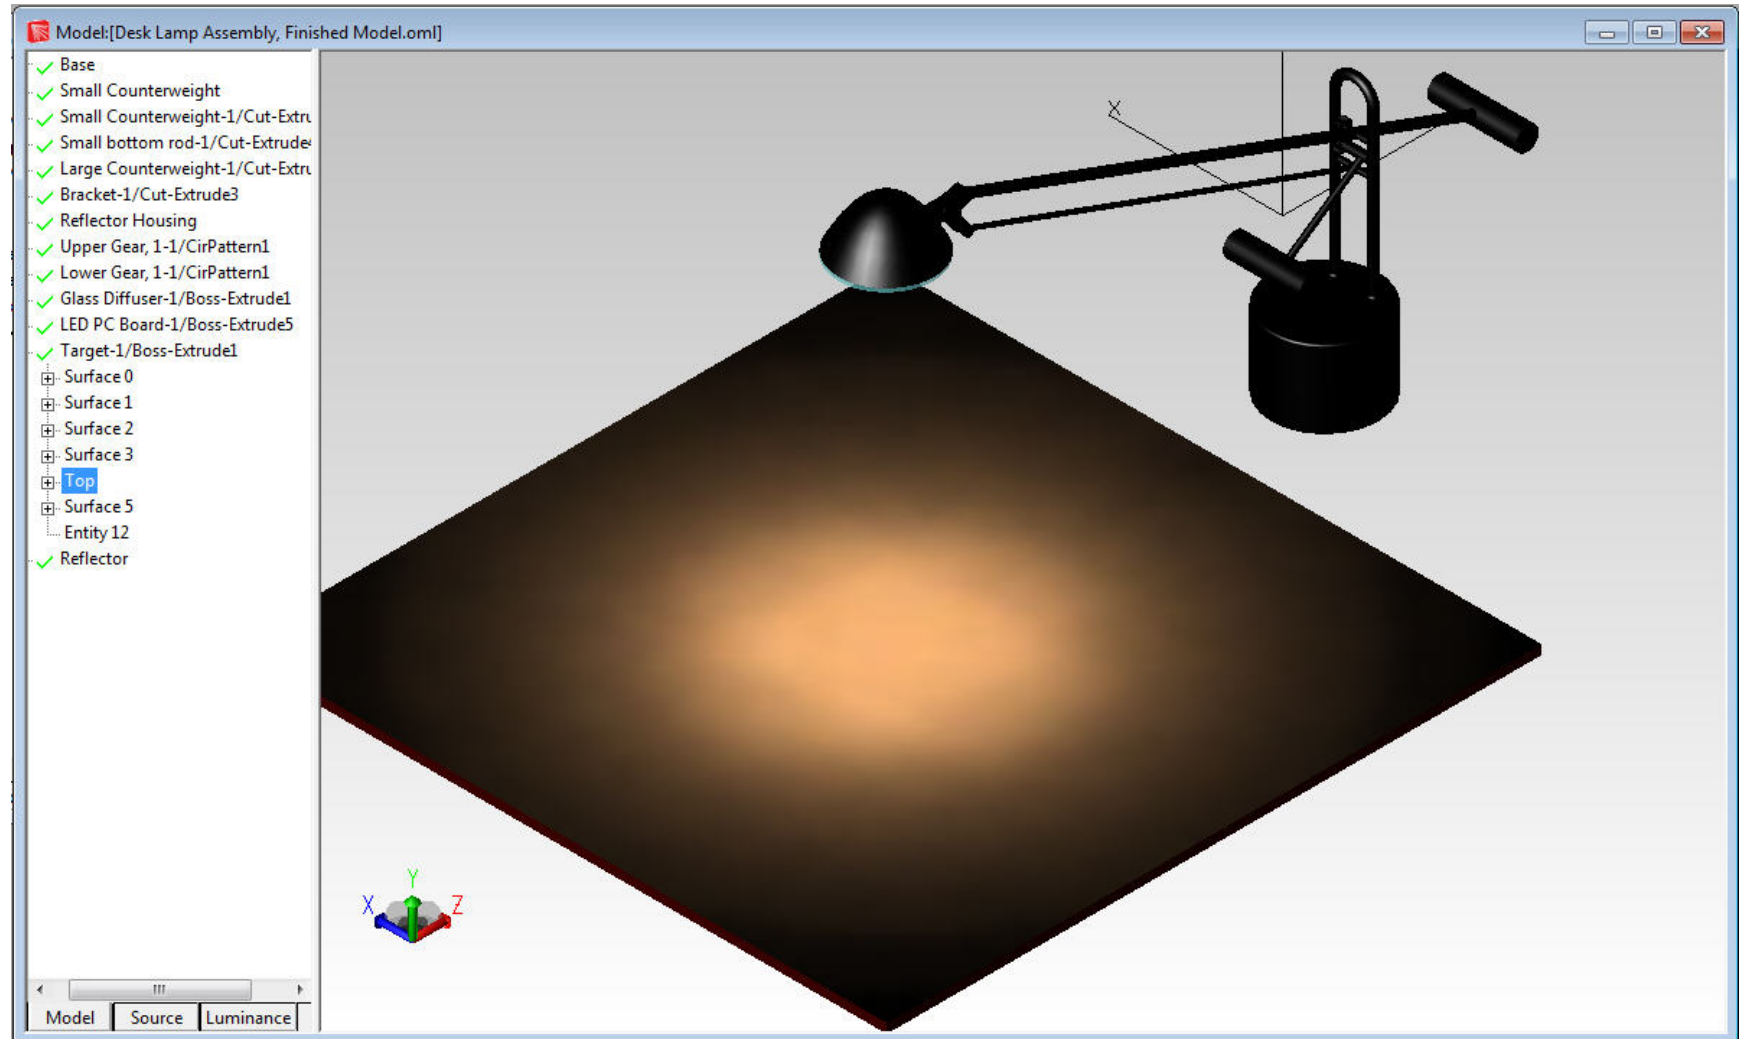 Model:[Desk Lamp Assembly, Finished Model.oml]
Base
Small Counterweight
Small Counterweight-1/Cut-Extru
Small bottom rod-1/Cut-Extrude
Large Counterweight-1/Cut-Extru
Bracket-1/Cut-Extrude3
Reflector Housing
Upper Gear, 1-1/CirPattern1
Lower Gear, 1-1/CirPattern1
Glass Diffuser-1/Boss-Extrude1
LED PC Board-1/Boss-Extrude5
Target-1/Boss-Extrude1
Surface 0
Surface 1
Surface 2
Surface 3
Top
Surface 5
Entity 12
Reflector
X
Y
X Z
Model Source Luminance